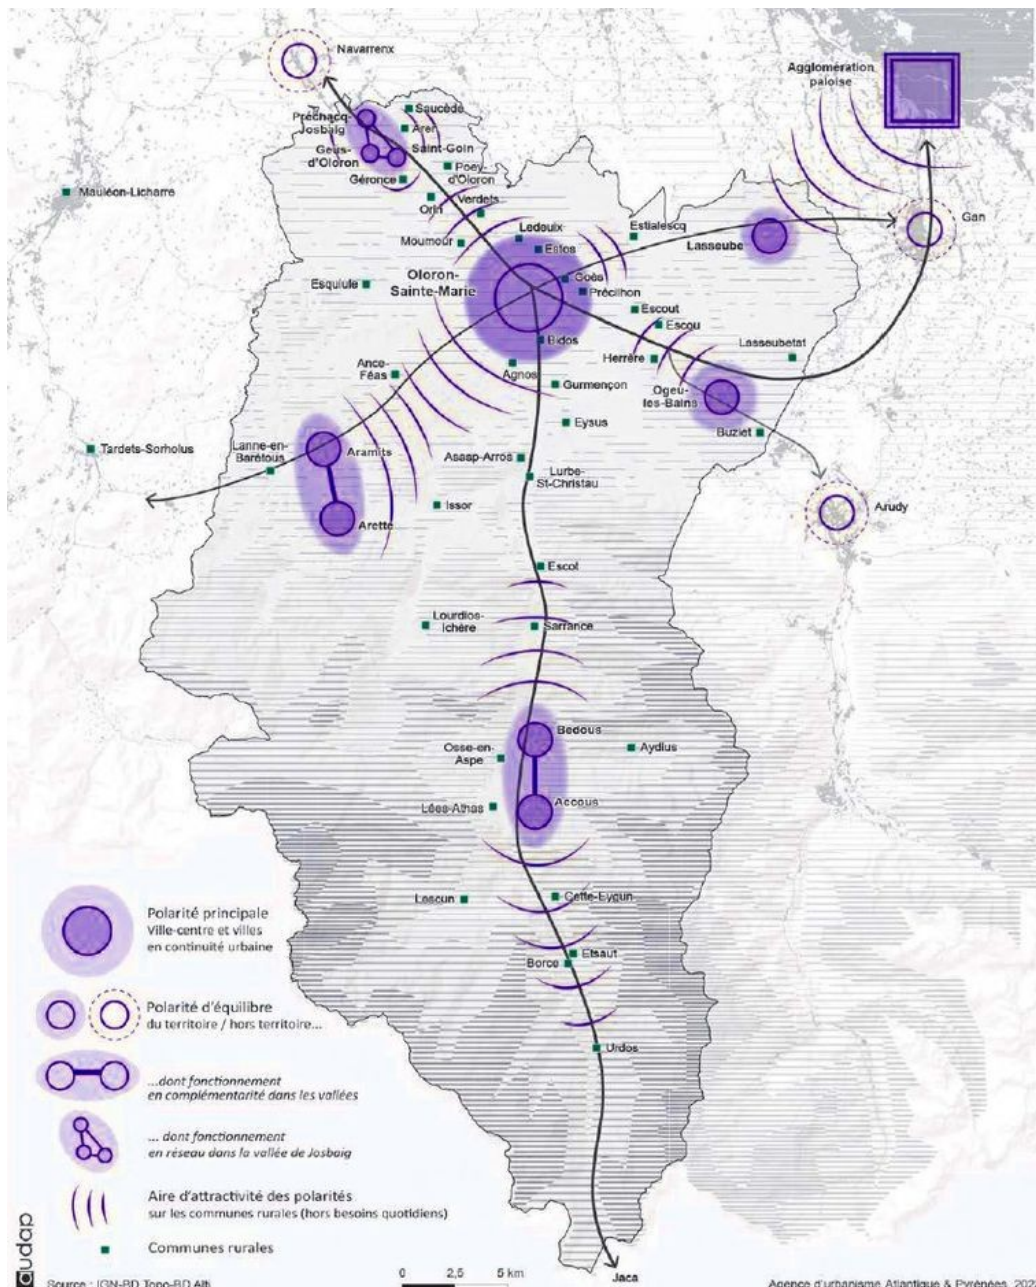 Navarrenx
Agglomération
paloise
Saucède
Préchacq-
Josbaig
Aren
Geus-
d'Oloron
Saint-Goin
Géronce
Poey-
d'Oloron
Mauléon-Licharre
Orin
Verdets
Moumour
Ledeuix
Estialescq
Lasseube
Gan
Estos
Oloron-
Sainte-Marie
Esquiule
Goès
Précilhon
Escout
Escou
Bidos
Herrère
Lasseubetat
Ance-
Féas
Agnos
Gurmençon
Ogeu-
les-Bains
Eysus
Buziet
Tardets-Sorholus
Lanne-en-
Barétous
Aramits
Asasp-Arros
Lurbe-
St-Christau
Issor
Arette
Arudy
Escot
Lourdios-
Ichère
Sarrance
Bedous
Osse-en-
Aspe
Aydius
Accous
Lées-Athas
Lescun
Cette-Eygun
Etsaut
Borce
Urdos
Jaca
Polarité principale
Ville-centre et villes
en continuité urbaine
Polarité d'équilibre
du territoire / hors territoire...
...dont fonctionnement
en complémentarité dans les vallées
... dont fonctionnement
en réseau dans la vallée de Josbaig
Aire d'attractivité des polarités
sur les communes rurales (hors besoins quotidiens)
Communes rurales
audap
Source : IGN-BD Topo-BD Alti
0 2,5 5 km
Agence d'urbanisme Atlantique & Pyrénées,